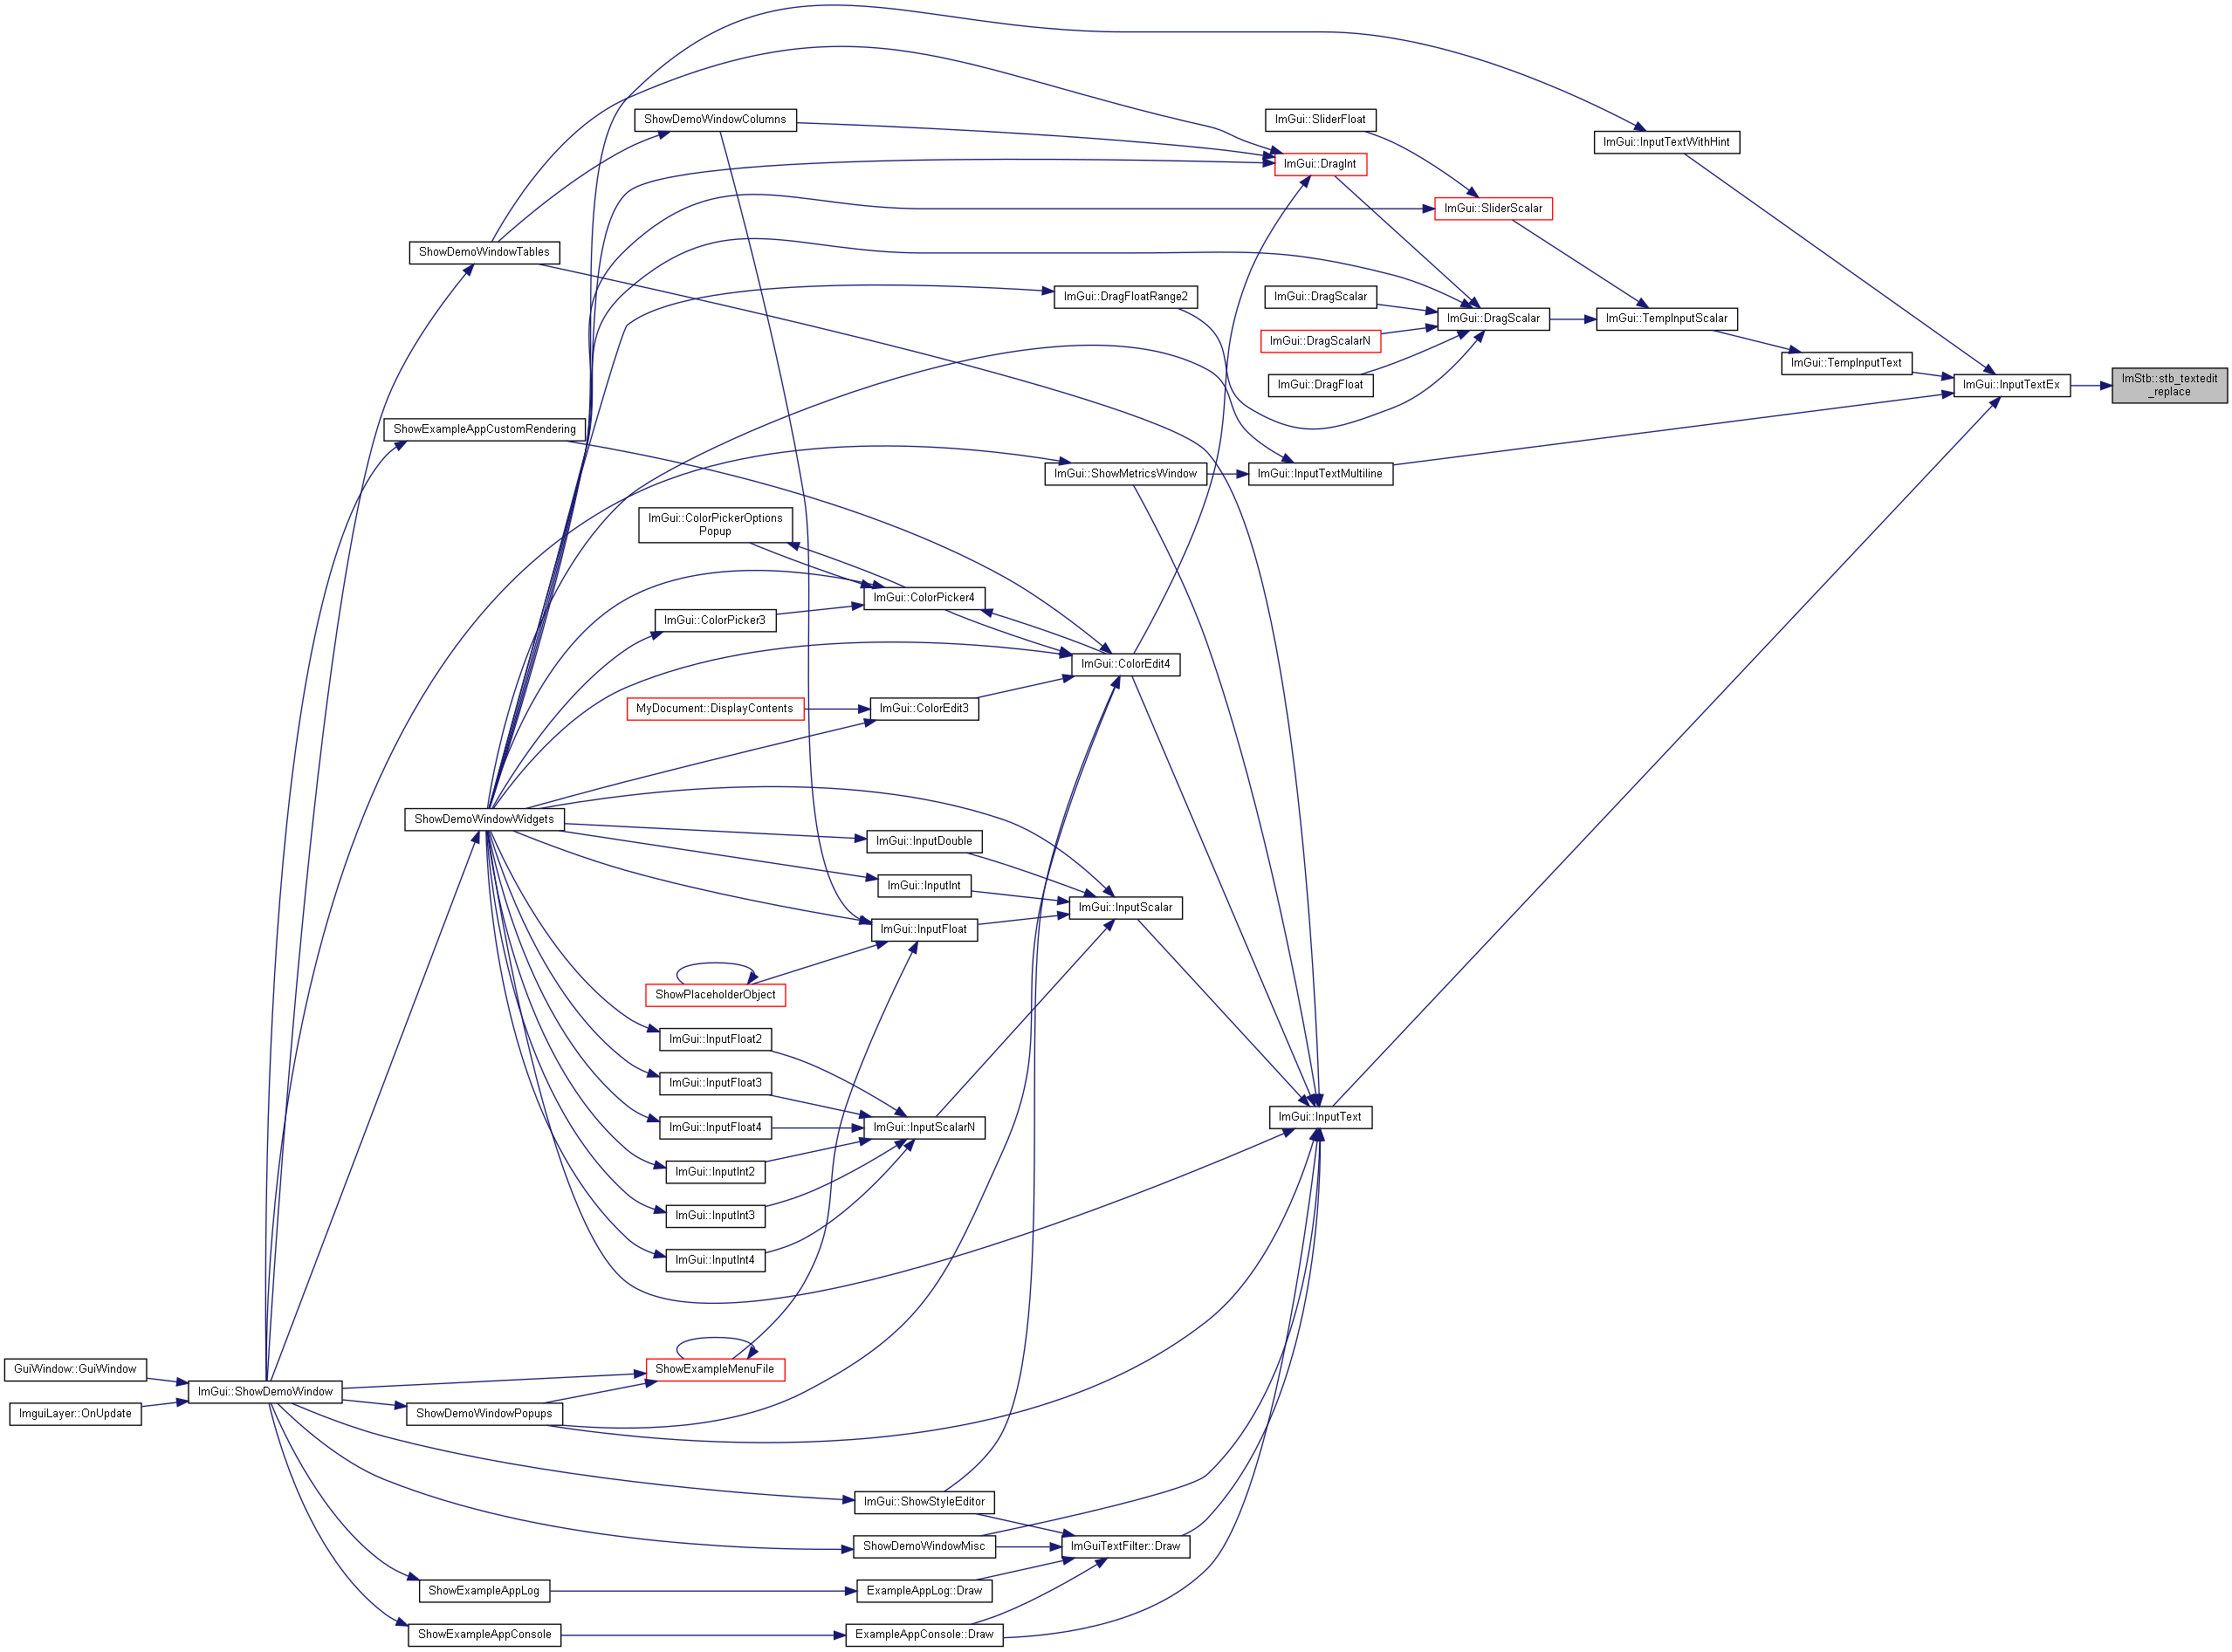 ShowDemoWindowColumns
ImGui::SliderFloat
ImGui::InputTextWithHint
ImGui::DragInt
ImGui::SliderScalar
ShowDemoWindowTables
ImGui::DragFloatRange2
ImGui::DragScalar
ImGui::DragScalar
ImGui::TempInputScalar
ImGui::DragScalarN
ImGui::TempInputText
ImGui::DragFloat
ImGui::InputTextEx
ImStb::stb_textedit
_replace
ShowExampleAppCustomRendering
ImGui::ShowMetricsWindow
ImGui::InputTextMultiline
ImGui::ColorPickerOptions
Popup
ImGui::ColorPicker4
ImGui::ColorPicker3
ImGui::ColorEdit4
MyDocument::DisplayContents
ImGui::ColorEdit3
ShowDemoWindowWidgets
ImGui::InputDouble
ImGui::InputInt
ImGui::InputScalar
ImGui::InputFloat
ShowPlaceholderObject
ImGui::InputFloat2
ImGui::InputFloat3
ImGui::InputText
ImGui::InputFloat4
ImGui::InputScalarN
ImGui::InputInt2
ImGui::InputInt3
ImGui::InputInt4
GuiWindow::GuiWindow
ShowExampleMenuFile
ImGui::ShowDemoWindow
ImguiLayer::OnUpdate
ShowDemoWindowPopups
ImGui::ShowStyleEditor
ShowDemoWindowMisc
ImGuiTextFilter::Draw
ShowExampleAppLog
ExampleAppLog::Draw
ShowExampleAppConsole
ExampleAppConsole::Draw